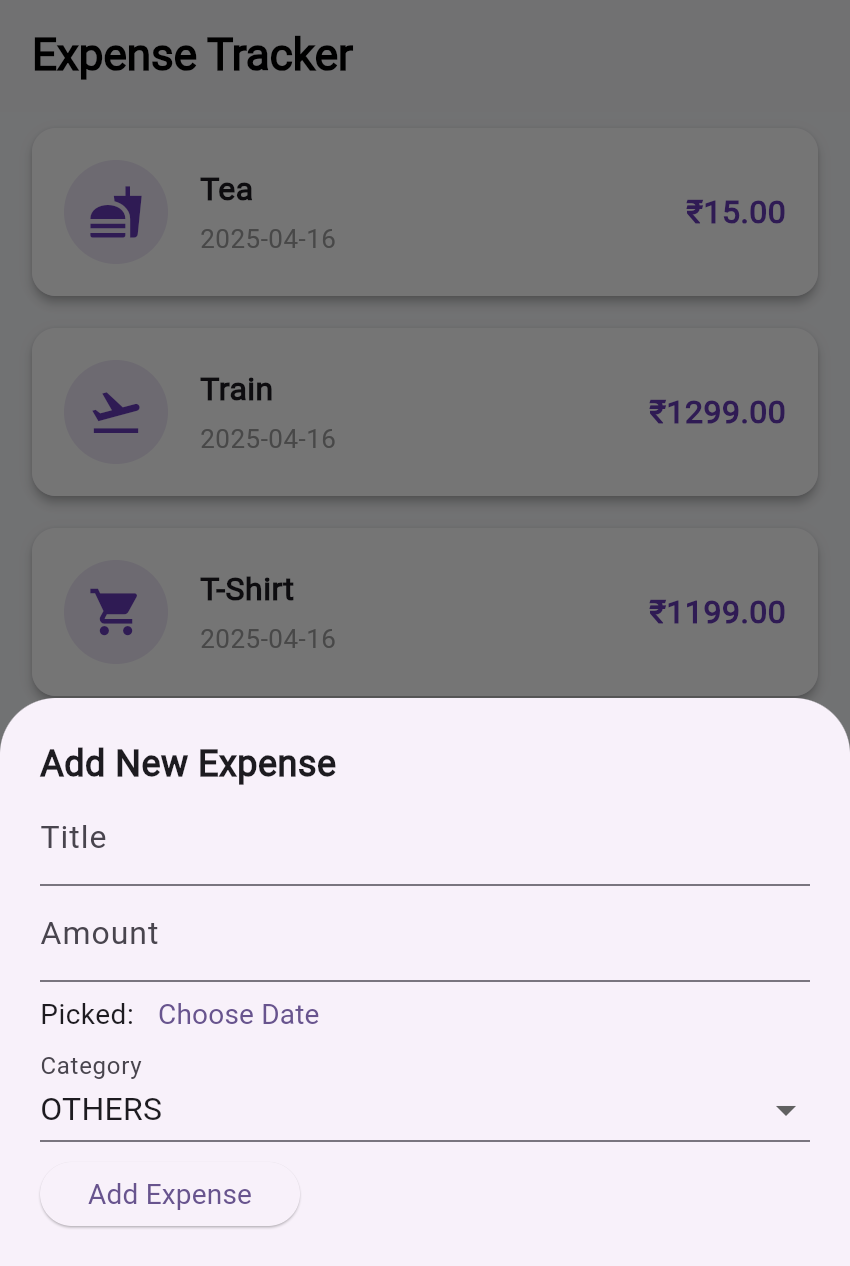 Expense Tracker
Tea
2025-04-16
₹15.00
Train
2025-04-16
₹1299.00
T-Shirt
2025-04-16
₹1199.00
Add New Expense
Title
Amount
Picked: Choose Date
Category
OTHERS
Add Expense